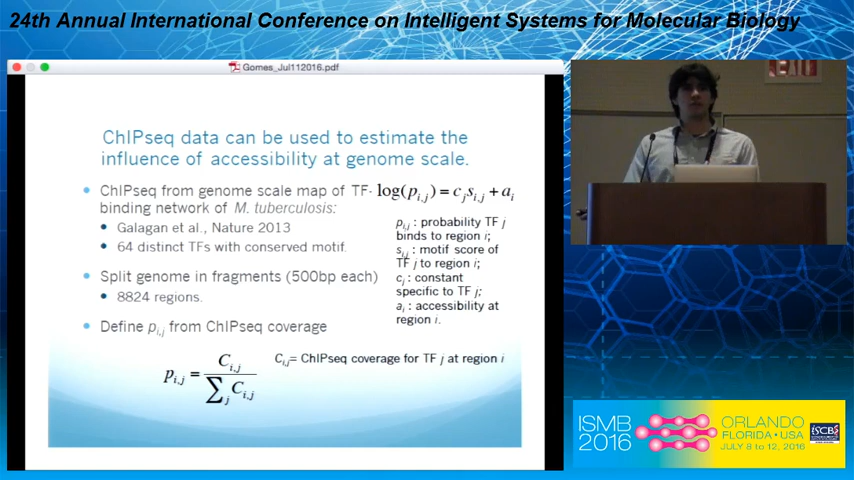 24th Annual International Conference on Intelligent Systems for Molecular Biology
Gomes_Jul112016.pdf
ChIPseq data can be used to estimate the
influence of accessibility at genome scale.
• ChIPseq from genome scale map of TF-
binding network of M. tuberculosis:
• Galagan et al., Nature 2013
• 64 distinct TFs with conserved motif.
• Split genome in fragments (500bp each)
• 8824 regions.
• Define p_{i,j} from ChIPseq coverage
log(p_{i,j}) = c_j s_{i,j} + a_i
p_{i,j} : probability TF j
binds to region i;
s_{i,j} : motif score of
TF j to region i;
c_j : constant
specific to TF j;
a_i : accessibility at
region i.
p_{i,j} = C_{i,j} / ∑_j C_{i,j}
C_{i,j}= ChIPseq coverage for TF j at region i
ISMB
2016
ORLANDO
FLORIDA • USA
JULY 8 to 12, 2016
ISCB